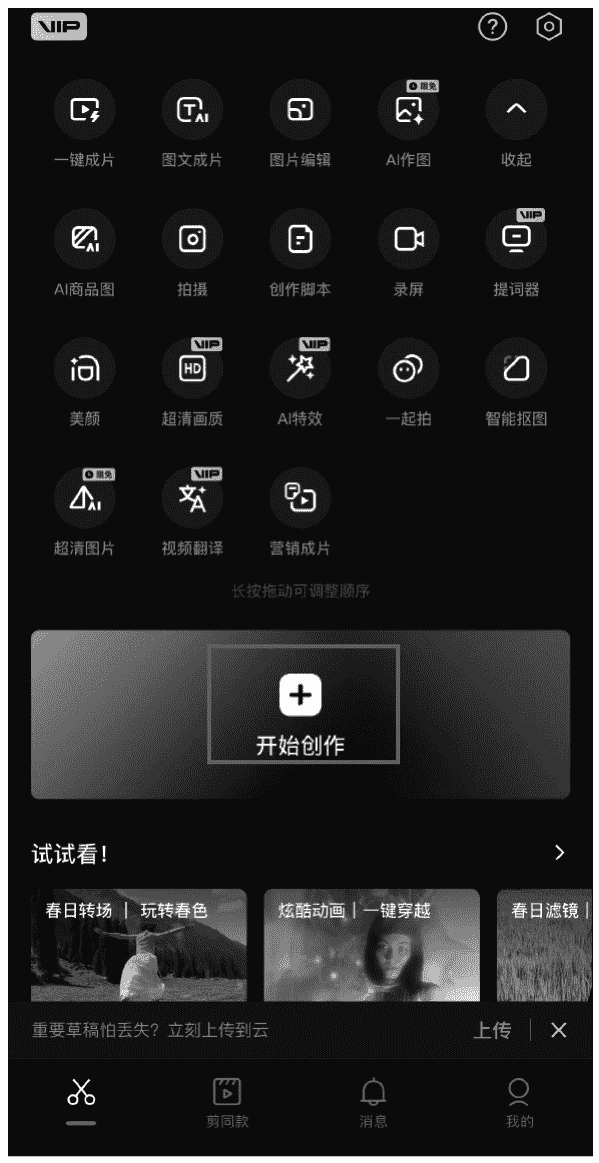 VIP
限免
一键成片 图文成片 图片编辑 AI作图 收起
VIP
AI商品图 拍摄 创作脚本 录屏 提词器
VIP VIP
HD
美颜 超清画质 AI特效 一起拍 智能抠图
限免 VIP
超清图片 视频翻译 营销成片
长按拖动可调整顺序
开始创作
试试看!
春日转场 | 玩转春色
炫酷动画|一键穿越
春日滤镜|
重要草稿怕丢失? 立刻上传到云 上传
剪同款 消息 我的